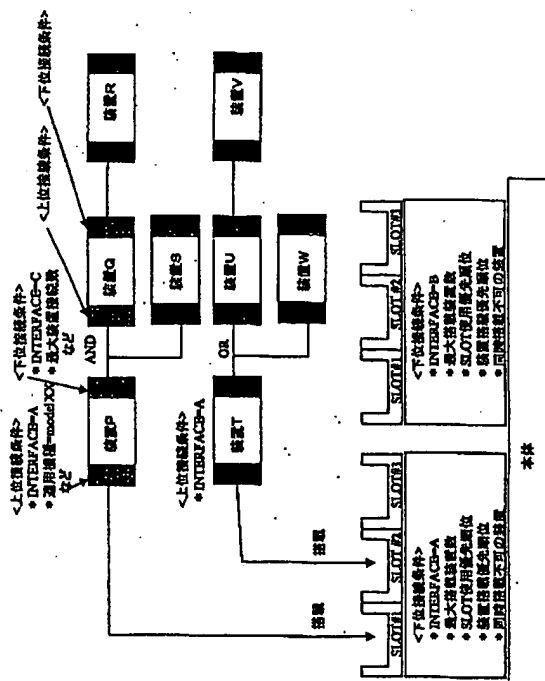 <上位接続条件>
* INTERFACE=A
* 適用機種=modelXX
など
<下位接続条件>
* INTERFACE=C
* 最大装置接続数
など
<上位接続条件>
<下位接続条件>
装置P
AND
装置Q
装置R
装置S
<上位接続条件>
* INTERFACE=A
装置T
OR
装置U
装置V
装置W
搭載
搭載
SLOT#1
SLOT#2
SLOT#3
<下位接続条件>
* INTERFACE=A
* 最大搭載装置数
* SLOT使用優先順位
* 装置搭載優先順位
* 同時搭載不可の装置
SLOT#1
SLOT#2
SLOT#3
<下位接続条件>
* INTERFACE=B
* 最大搭載装置数
* SLOT使用優先順位
* 装置搭載優先順位
* 同時搭載不可の装置
本体